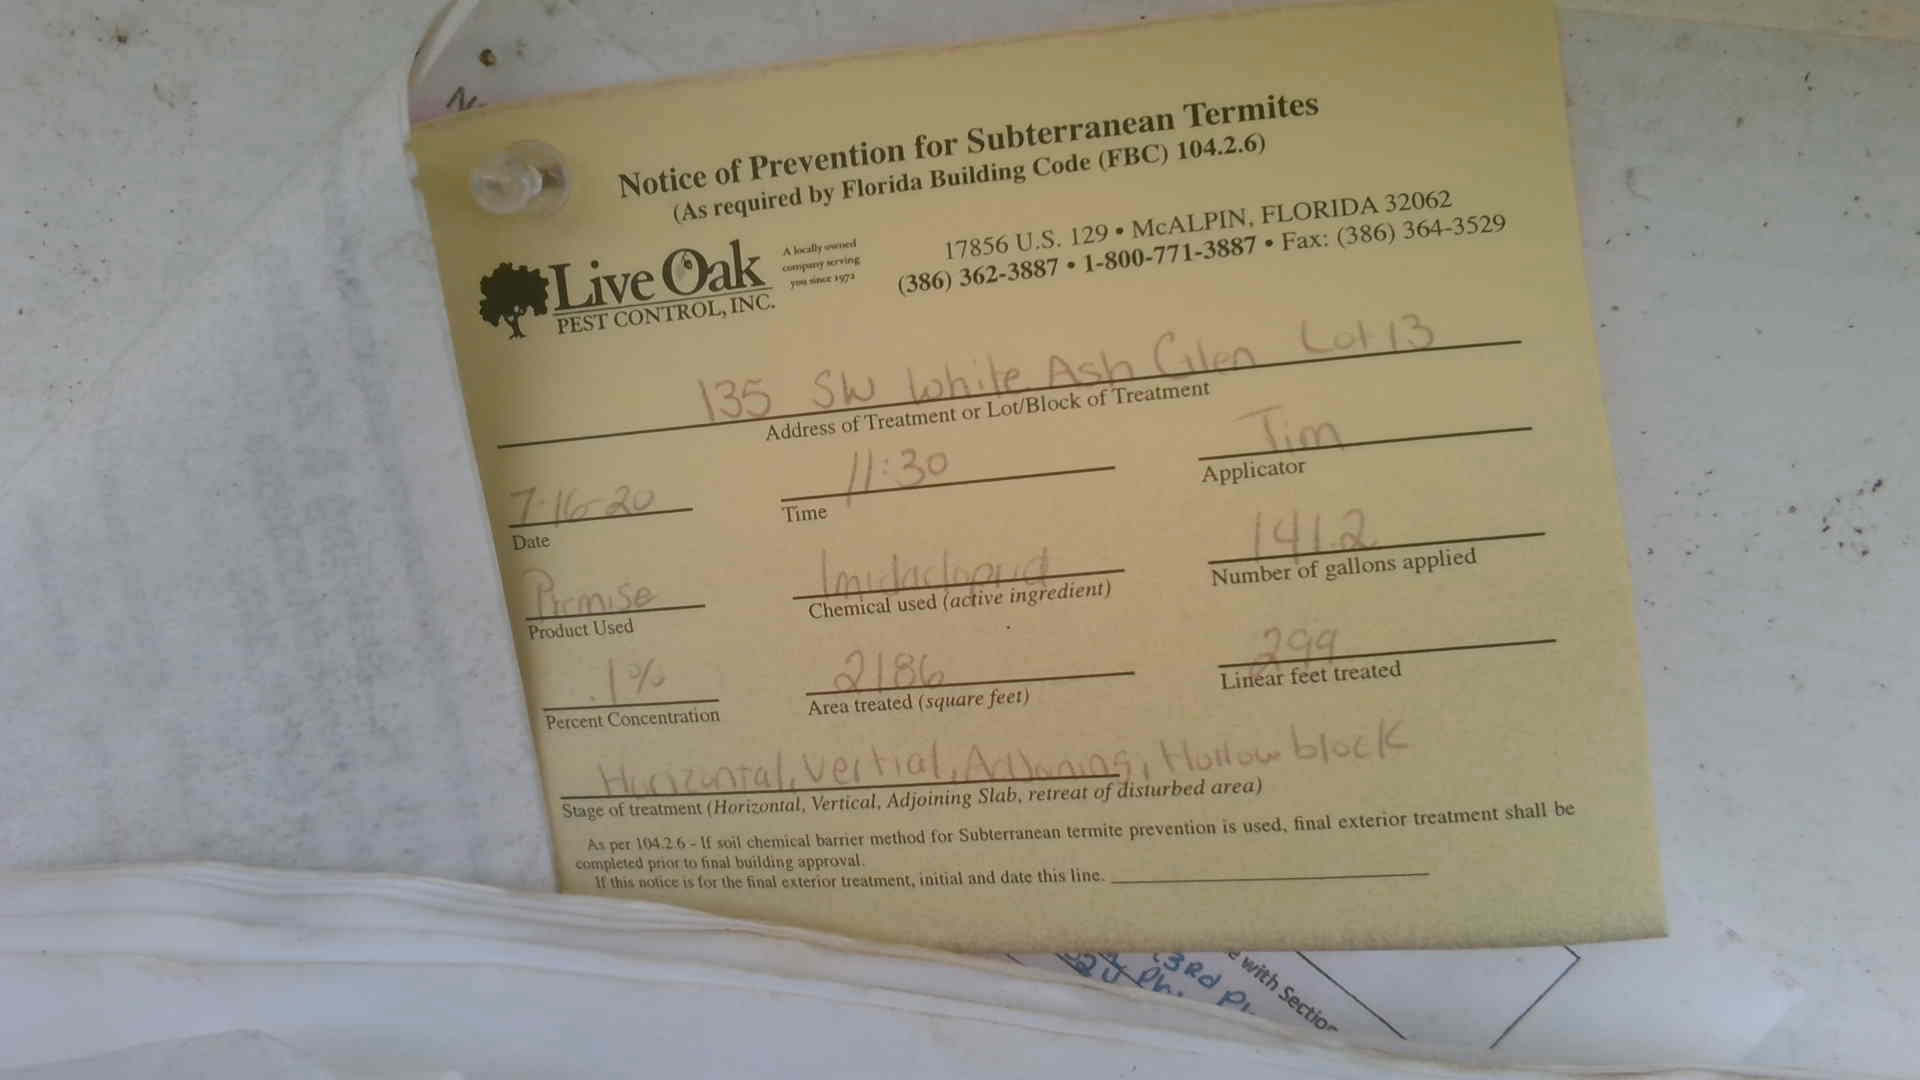 Notice of Prevention for Subterranean Termites
(As required by Florida Building Code (FBC) 104.2.6)
Live Oak
PEST CONTROL, INC.
A locally owned
company serving
you since 1972
17856 U.S. 129 • McALPIN, FLORIDA 32062
(386) 362-3887 • 1-800-771-3887 • Fax: (386) 364-3529
135 SW White Ash Glen Lot 13
Address of Treatment or Lot/Block of Treatment
7-16-20 11:30 Tim
Date Time Applicator
Premise Imidacloprid 141.2
Product Used Chemical used (active ingredient) Number of gallons applied
.1% 2186 299
Percent Concentration Area treated (square feet) Linear feet treated
Horizontal, Vertial, Adjoining, Hollow block
Stage of treatment (Horizontal, Vertical, Adjoining Slab, retreat of disturbed area)
As per 104.2.6 - If soil chemical barrier method for Subterranean termite prevention is used, final exterior treatment shall be
completed prior to final building approval.
If this notice is for the final exterior treatment, initial and date this line.
with Section
3Rd